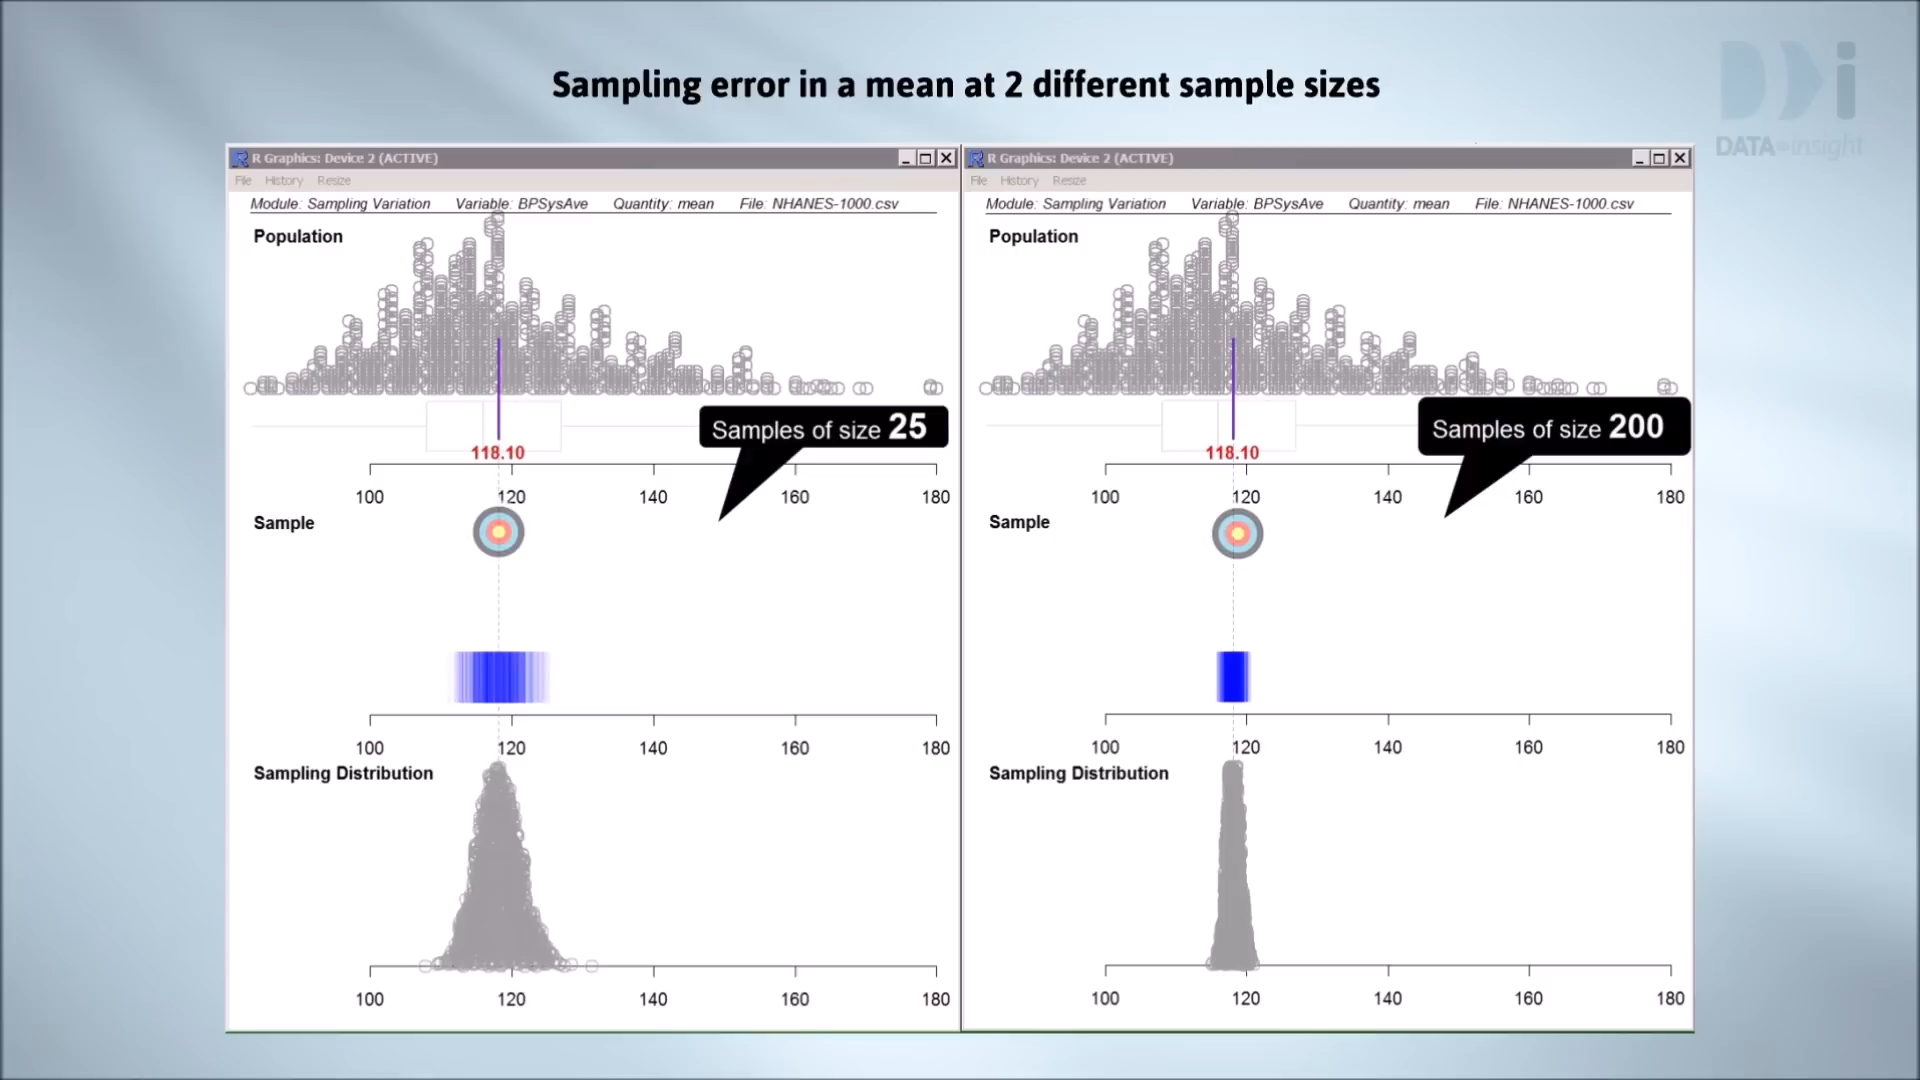 Sampling error in a mean at 2 different sample sizes
DATA to insight
R Graphics: Device 2 (ACTIVE)
File History Resize
Module: Sampling Variation Variable: BPSysAve Quantity: mean File: NHANES-1000.csv
Population
Samples of size 25
118.10
100 120 140 160 180
Sample
100 120 140 160 180
Sampling Distribution
100 120 140 160 180
R Graphics: Device 2 (ACTIVE)
File History Resize
Module: Sampling Variation Variable: BPSysAve Quantity: mean File: NHANES-1000.csv
Population
Samples of size 200
118.10
100 120 140 160 180
Sample
100 120 140 160 180
Sampling Distribution
100 120 140 160 180